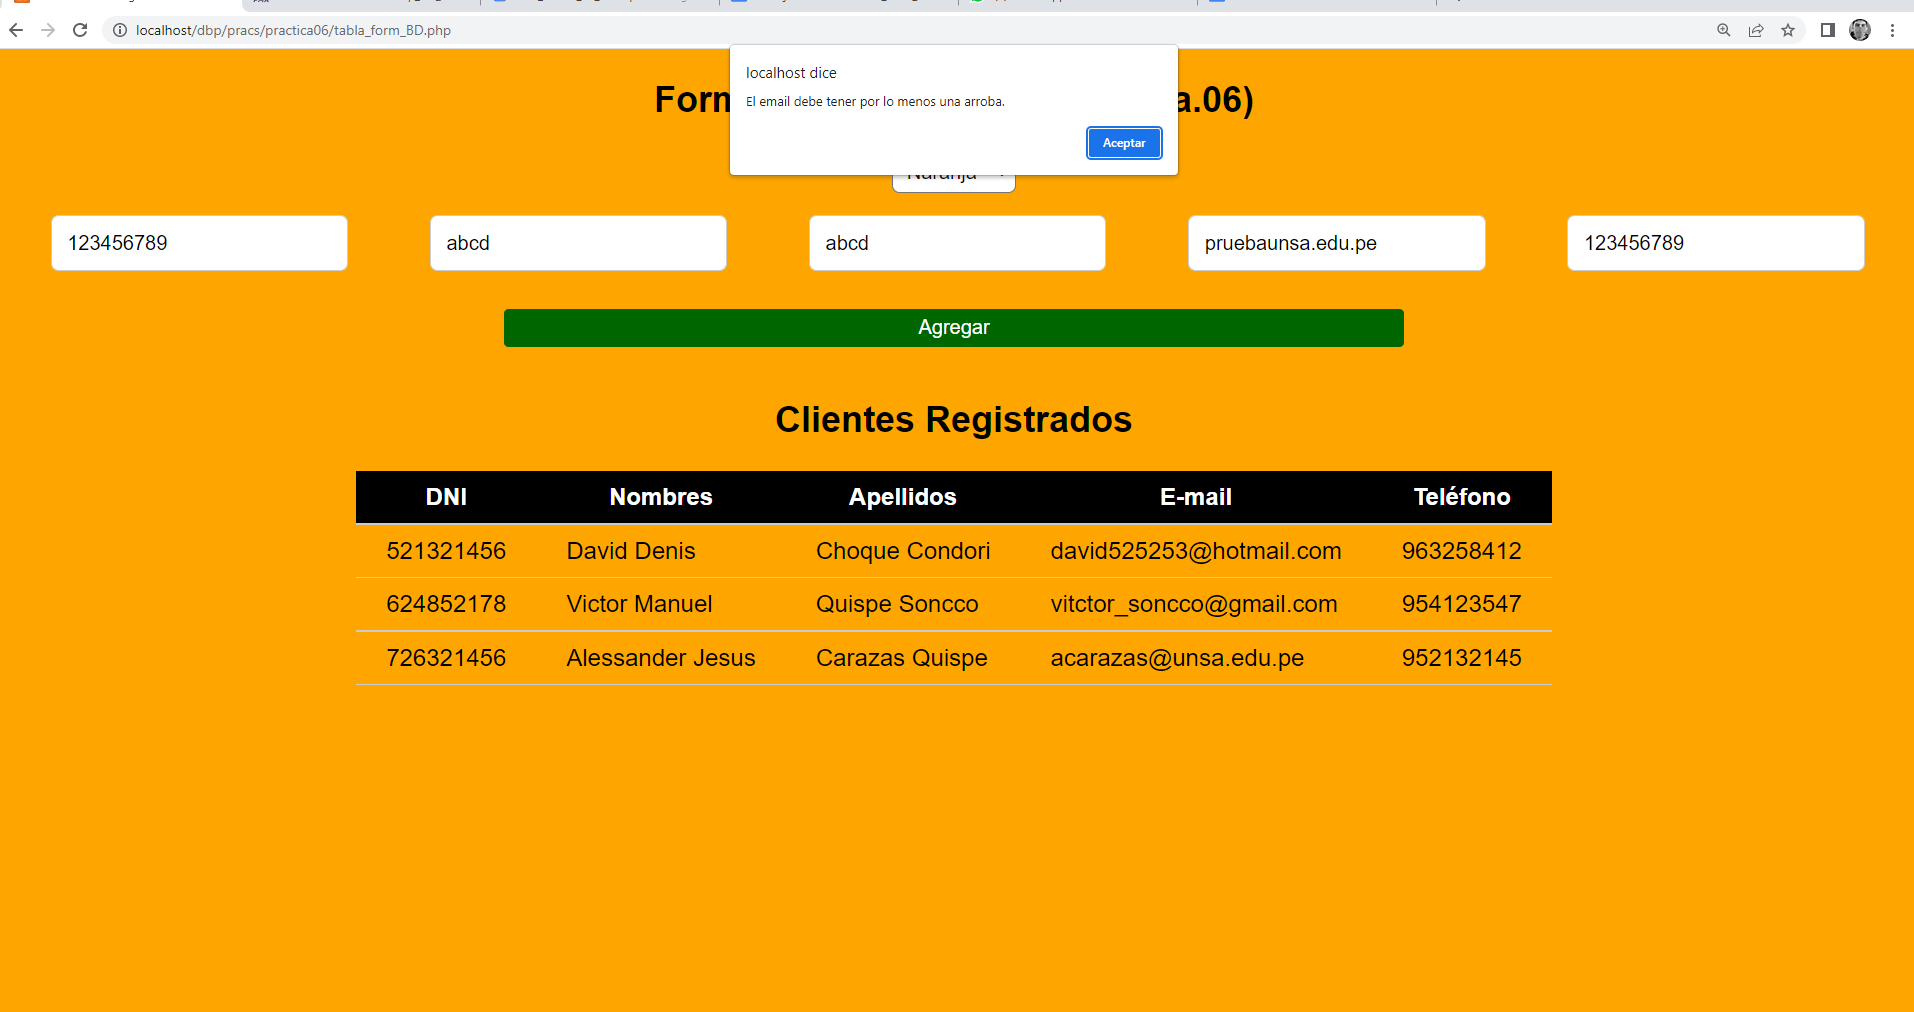 localhost/dbp/pracs/practica06/tabla_form_BD.php
localhost dice
El email debe tener por lo menos una arroba.
Aceptar
a.06)
Naranja
123456789 abcd abcd pruebaunsa.edu.pe 123456789
Agregar
Clientes Registrados
DNI Nombres Apellidos E-mail Teléfono
521321456 David Denis Choque Condori david525253@hotmail.com 963258412
624852178 Victor Manuel Quispe Soncco vitctor_soncco@gmail.com 954123547
726321456 Alessander Jesus Carazas Quispe acarazas@unsa.edu.pe 952132145